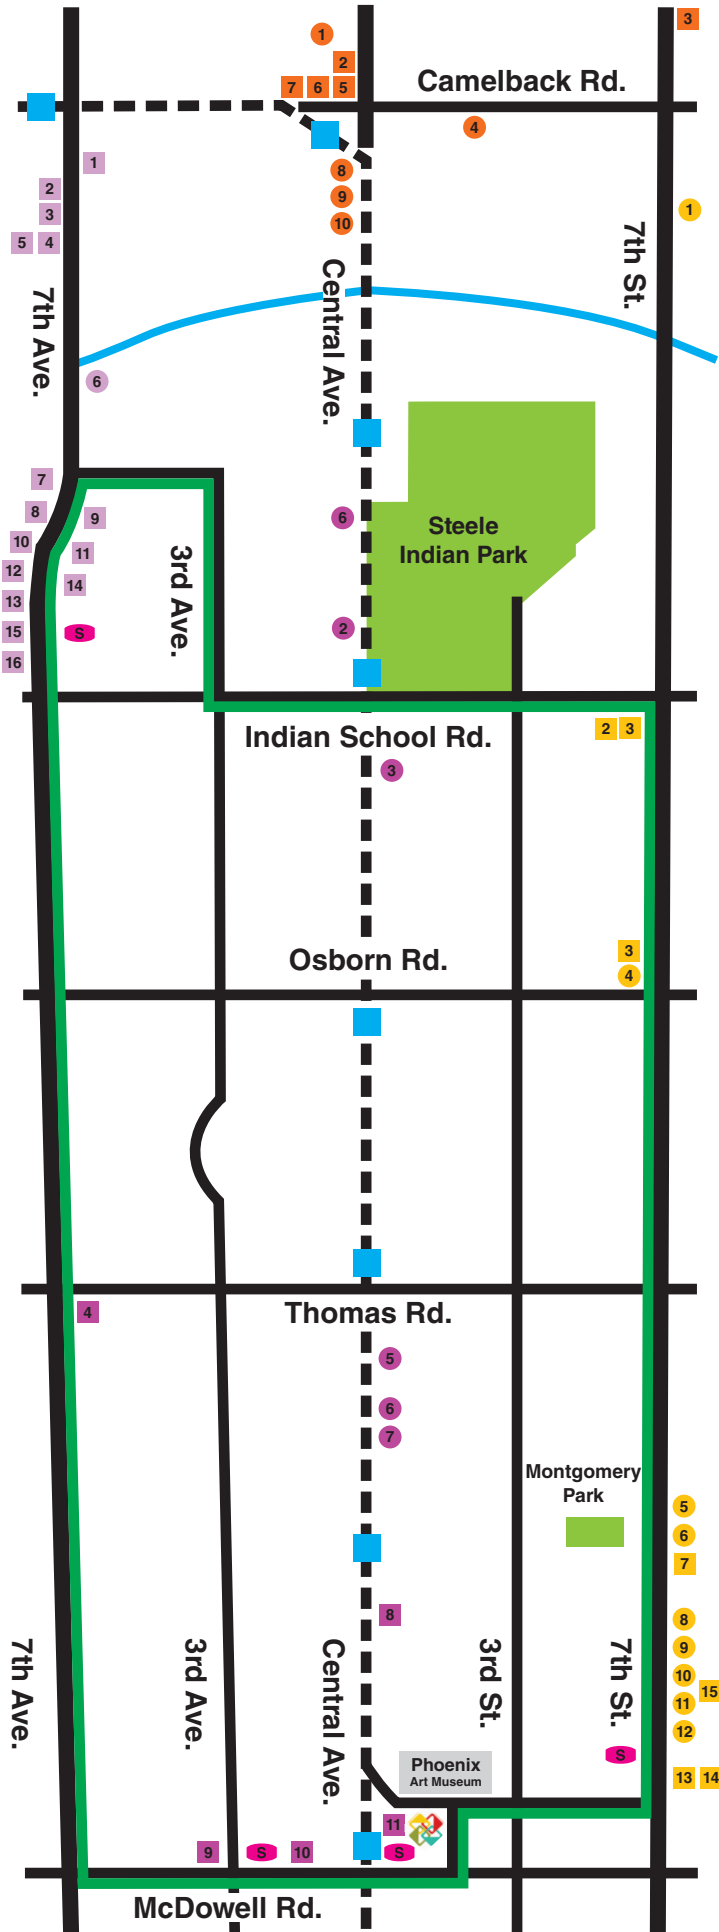 3
1
2
7 6 5
Camelback Rd.
4
1
8
2
9
3
1
10
5 4
7th St.
Central Ave.
7th Ave.
6
7
8
9
6
Steele
Indian Park
10
11
3rd Ave.
12
14
13
15
S
2
16
Indian School Rd.
2 3
3
3
Osborn Rd.
4
4
Thomas Rd.
5
6
7
Montgomery
Park
5
6
7
8
8
9
10
15
11
12
7th Ave.
3rd Ave.
Central Ave.
3rd St.
7th St.
S
Phoenix
Art Museum
13 14
11
9
S
10
S
McDowell Rd.